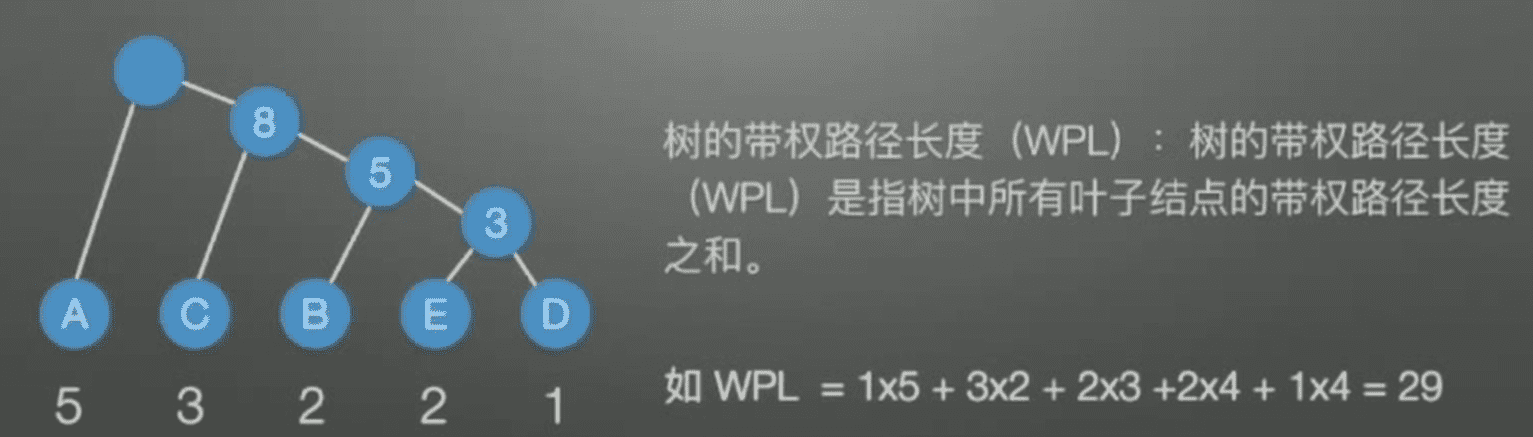 8
5
3
A C B E D
5 3 2 2 1
树的带权路径长度（WPL）：树的带权路径长度
（WPL）是指树中所有叶子结点的带权路径长度
之和。
如 WPL = 1x5 + 3x2 + 2x3 +2x4 + 1x4 = 29